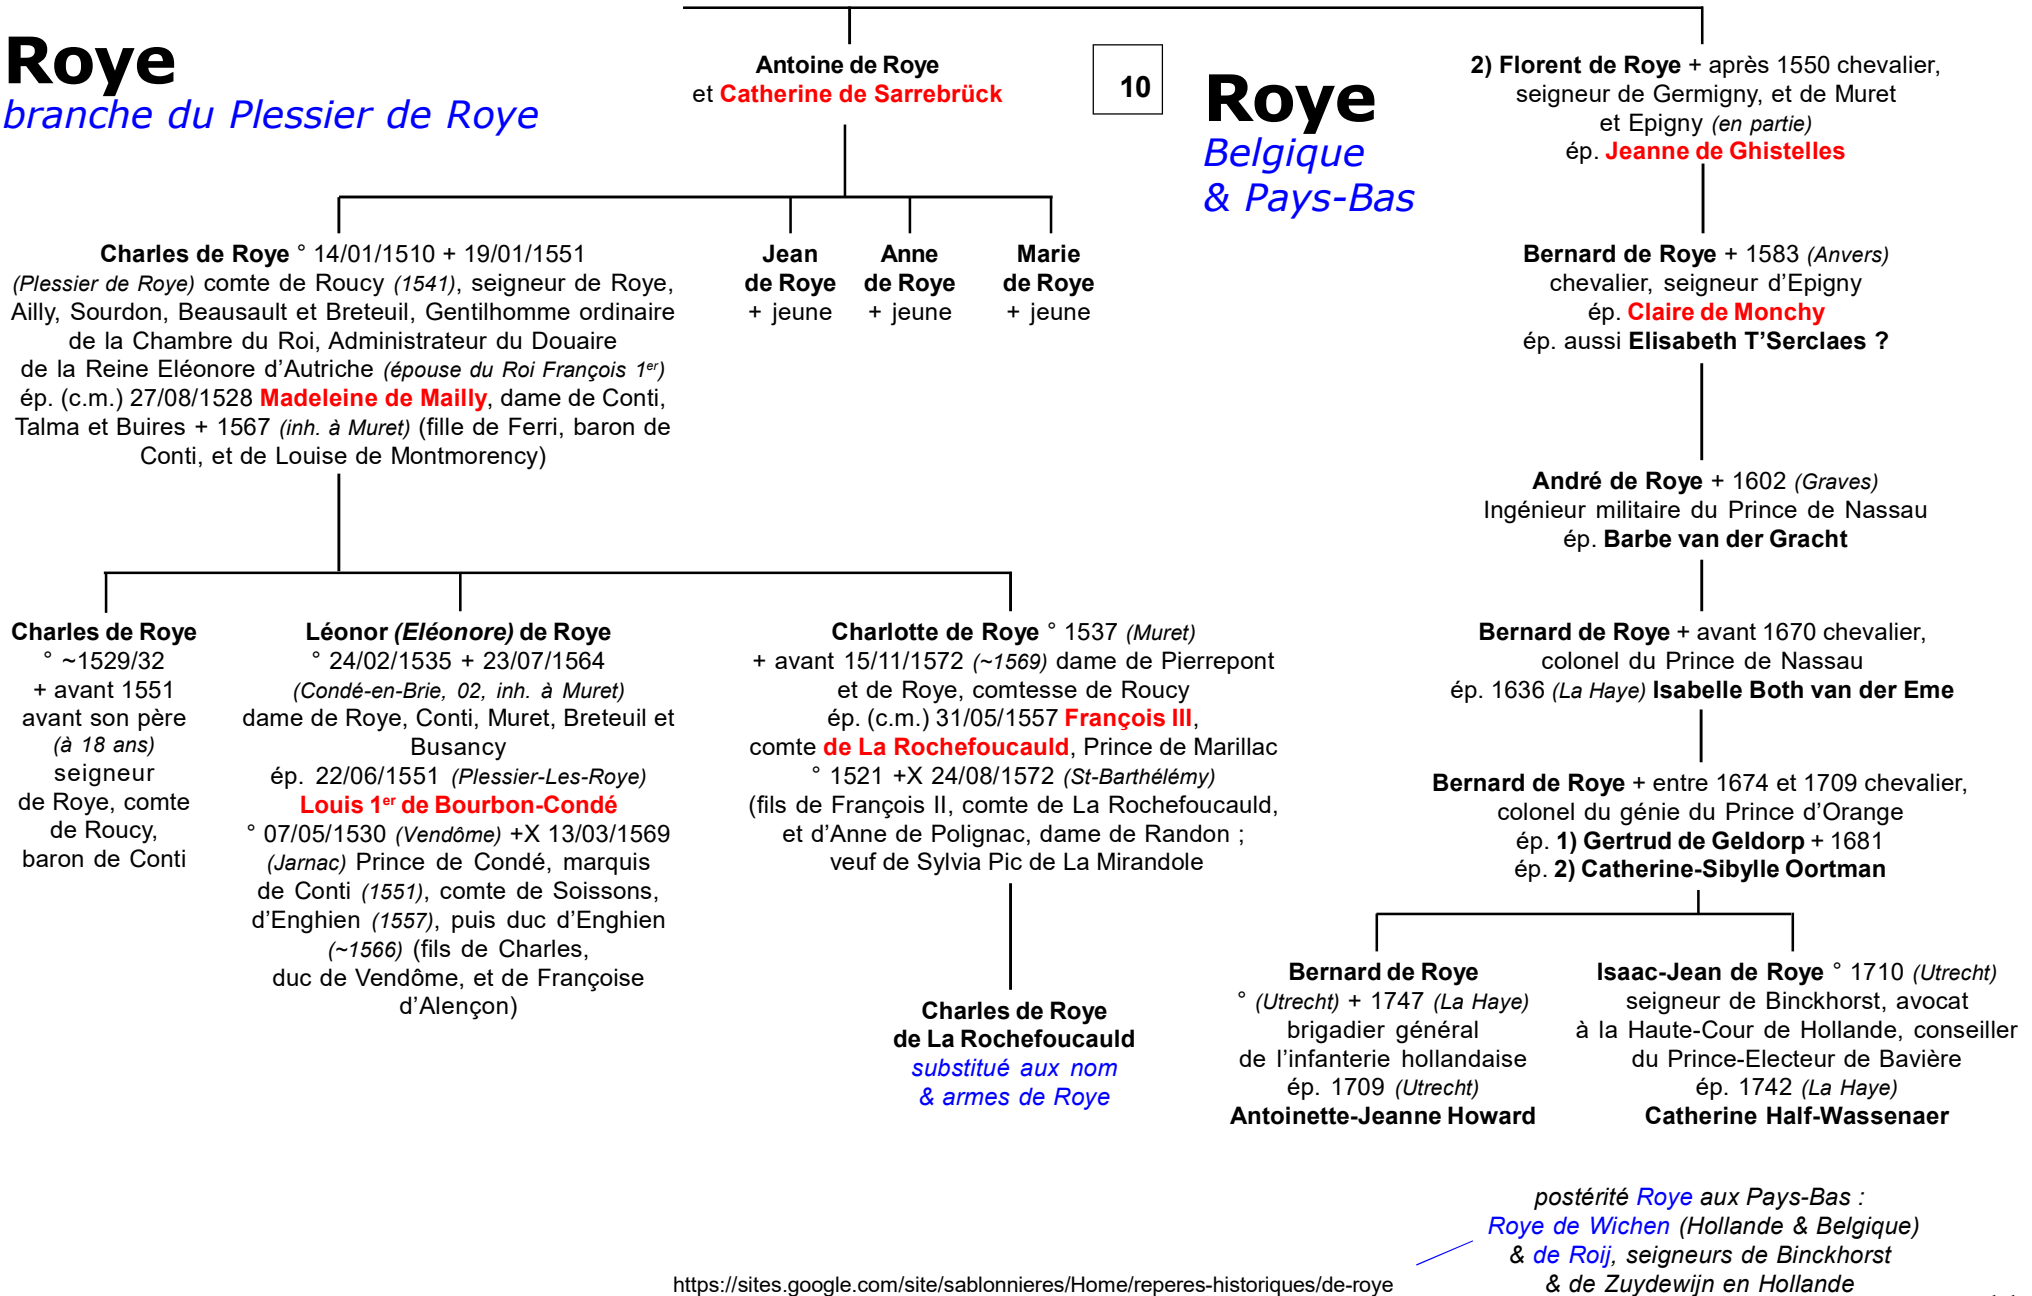 Roye
branche du Plessier de Roye
Antoine de Roye
et Catherine de Sarrebrück
10
Roye
Belgique
& Pays-Bas
2) Florent de Roye + après 1550 chevalier,
seigneur de Germigny, et de Muret
et Epigny (en partie)
ép. Jeanne de Ghistelles
Charles de Roye ° 14/01/1510 + 19/01/1551
(Plessier de Roye) comte de Roucy (1541), seigneur de Roye,
Ailly, Sourdon, Beausault et Breteuil, Gentilhomme ordinaire
de la Chambre du Roi, Administrateur du Douaire
de la Reine Eléonore d'Autriche (épouse du Roi François 1er)
ép. (c.m.) 27/08/1528 Madeleine de Mailly, dame de Conti,
Talma et Buires + 1567 (inh. à Muret) (fille de Ferri, baron de
Conti, et de Louise de Montmorency)
Jean
de Roye
+ jeune
Anne
de Roye
+ jeune
Marie
de Roye
+ jeune
Bernard de Roye + 1583 (Anvers)
chevalier, seigneur d'Epigny
ép. Claire de Monchy
ép. aussi Elisabeth T'Serclaes ?
André de Roye + 1602 (Graves)
Ingénieur militaire du Prince de Nassau
ép. Barbe van der Gracht
Charles de Roye
° ~1529/32
+ avant 1551
avant son père
(à 18 ans)
seigneur
de Roye, comte
de Roucy,
baron de Conti
Léonor (Eléonore) de Roye
° 24/02/1535 + 23/07/1564
(Condé-en-Brie, 02, inh. à Muret)
dame de Roye, Conti, Muret, Breteuil et
Busancy
ép. 22/06/1551 (Plessier-Les-Roye)
Louis 1er de Bourbon-Condé
° 07/05/1530 (Vendôme) +X 13/03/1569
(Jarnac) Prince de Condé, marquis
de Conti (1551), comte de Soissons,
d'Enghien (1557), puis duc d'Enghien
(~1566) (fils de Charles,
duc de Vendôme, et de Françoise
d'Alençon)
Charlotte de Roye ° 1537 (Muret)
+ avant 15/11/1572 (~1569) dame de Pierrepont
et de Roye, comtesse de Roucy
ép. (c.m.) 31/05/1557 François III,
comte de La Rochefoucauld, Prince de Marillac
° 1521 +X 24/08/1572 (St-Barthélémy)
(fils de François II, comte de La Rochefoucauld,
et d'Anne de Polignac, dame de Randon ;
veuf de Sylvia Pic de La Mirandole
Charles de Roye
de La Rochefoucauld
substitué aux nom
& armes de Roye
Bernard de Roye + avant 1670 chevalier,
colonel du Prince de Nassau
ép. 1636 (La Haye) Isabelle Both van der Eme
Bernard de Roye + entre 1674 et 1709 chevalier,
colonel du génie du Prince d'Orange
ép. 1) Gertrud de Geldorp + 1681
ép. 2) Catherine-Sibylle Oortman
Bernard de Roye
° (Utrecht) + 1747 (La Haye)
brigadier général
de l'infanterie hollandaise
ép. 1709 (Utrecht)
Antoinette-Jeanne Howard
Isaac-Jean de Roye ° 1710 (Utrecht)
seigneur de Binckhorst, avocat
à la Haute-Cour de Hollande, conseiller
du Prince-Electeur de Bavière
ép. 1742 (La Haye)
Catherine Half-Wassenaer
postérité Roye aux Pays-Bas :
Roye de Wichen (Hollande & Belgique)
& de Roij, seigneurs de Binckhorst
& de Zuydewijn en Hollande
https://sites.google.com/site/sablonnieres/Home/reperes-historiques/de-roye